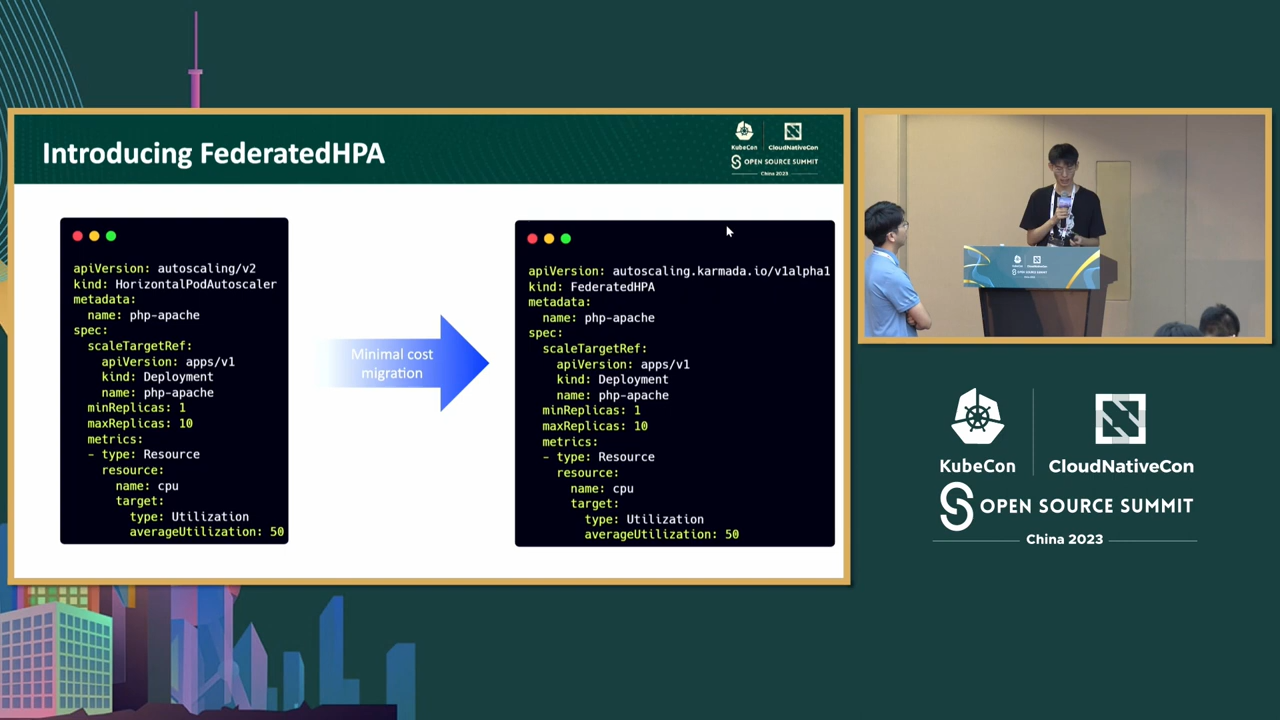 Introducing FederatedHPA
KubeCon
CloudNativeCon
OPEN SOURCE SUMMIT
China 2023
apiVersion: autoscaling/v2
kind: HorizontalPodAutoscaler
metadata:
  name: php-apache
spec:
  scaleTargetRef:
    apiVersion: apps/v1
    kind: Deployment
    name: php-apache
  minReplicas: 1
  maxReplicas: 10
  metrics:
  - type: Resource
    resource:
      name: cpu
      target:
        type: Utilization
        averageUtilization: 50
Minimal cost
migration
apiVersion: autoscaling.karmada.io/v1alpha1
kind: FederatedHPA
metadata:
  name: php-apache
spec:
  scaleTargetRef:
    apiVersion: apps/v1
    kind: Deployment
    name: php-apache
  minReplicas: 1
  maxReplicas: 10
  metrics:
  - type: Resource
    resource:
      name: cpu
      target:
        type: Utilization
        averageUtilization: 50
KubeCon
CloudNativeCon
OPEN SOURCE SUMMIT
China 2023